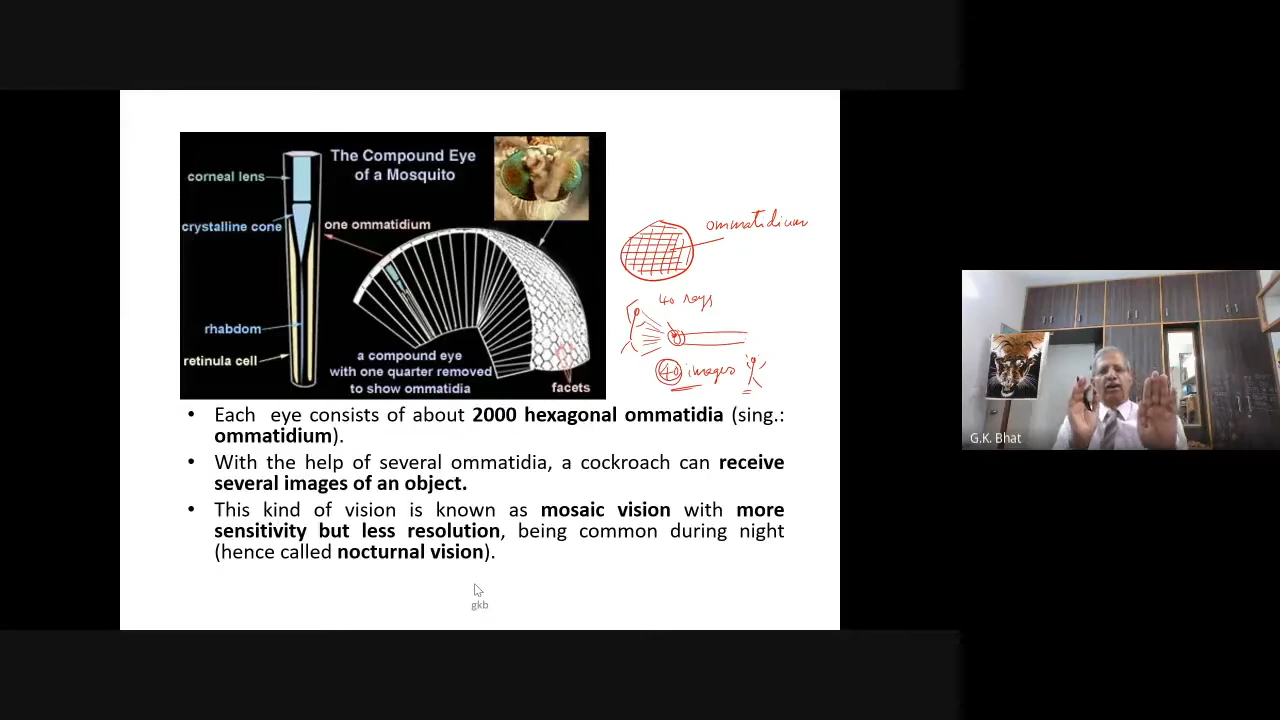 The Compound Eye
of a Mosquito
corneal lens
crystalline cone
one ommatidium
rhabdom
retinula cell
a compound eye
with one quarter removed
to show ommatidia
facets
ommatidium
40 rays
40 images
• Each eye consists of about 2000 hexagonal ommatidia (sing.:
ommatidium).
• With the help of several ommatidia, a cockroach can receive
several images of an object.
• This kind of vision is known as mosaic vision with more
sensitivity but less resolution, being common during night
(hence called nocturnal vision).
gkb
G.K. Bhat